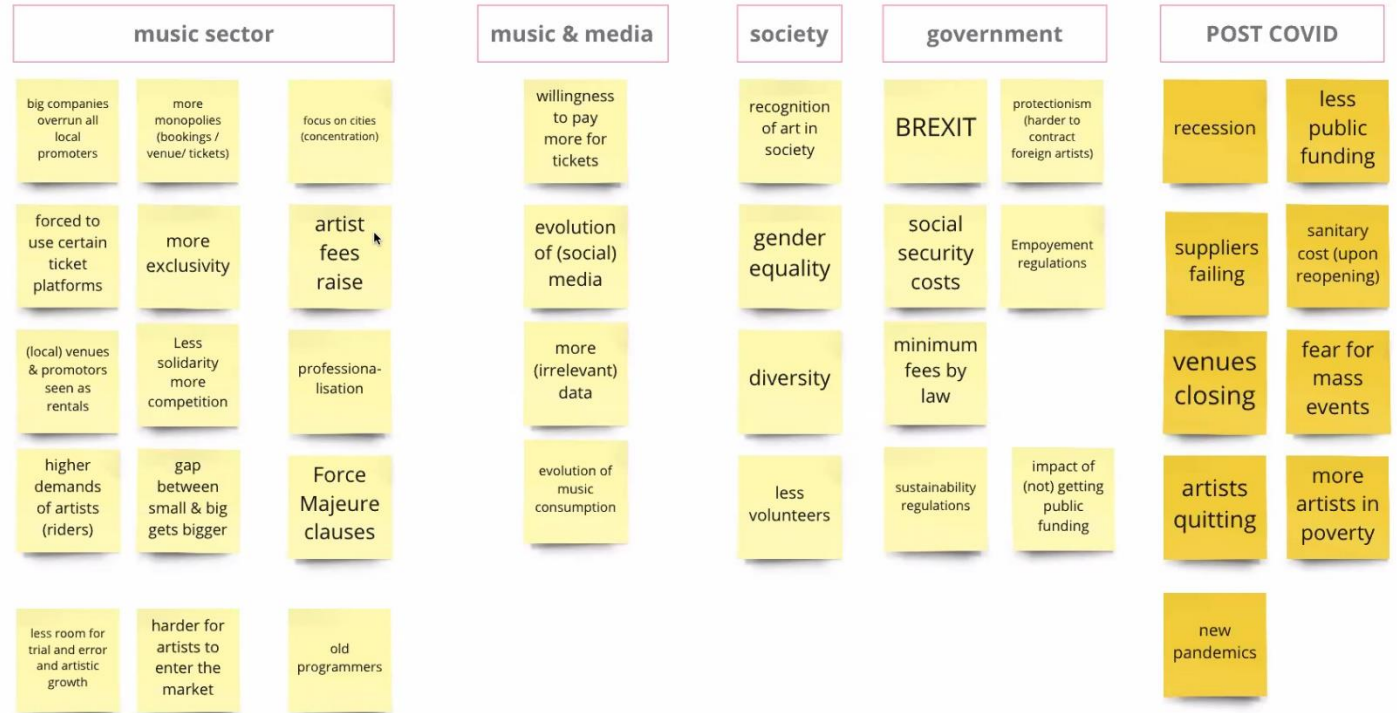 music sector
big companies
overrun all
local
promoters
more
monopolies
(bookings /
venue/ tickets)
focus on cities
(concentration)
forced to
use certain
ticket
platforms
more
exclusivity
artist
fees
raise
(local) venues
& promotors
seen as
rentals
Less
solidarity
more
competition
professiona-
lisation
higher
demands
of artists
(riders)
gap
between
small & big
gets bigger
Force
Majeure
clauses
less room for
trial and error
and artistic
growth
harder for
artists to
enter the
market
old
programmers
music & media
willingness
to pay
more for
tickets
evolution
of (social)
media
more
(irrelevant)
data
evolution of
music
consumption
society
recognition
of art in
society
gender
equality
diversity
less
volunteers
government
BREXIT
protectionism
(harder to
contract
foreign artists)
social
security
costs
Empoyement
regulations
minimum
fees by
law
sustainability
regulations
impact of
(not) getting
public
funding
POST COVID
recession
less
public
funding
suppliers
failing
sanitary
cost (upon
reopening)
venues
closing
fear for
mass
events
artists
quitting
more
artists in
poverty
new
pandemics